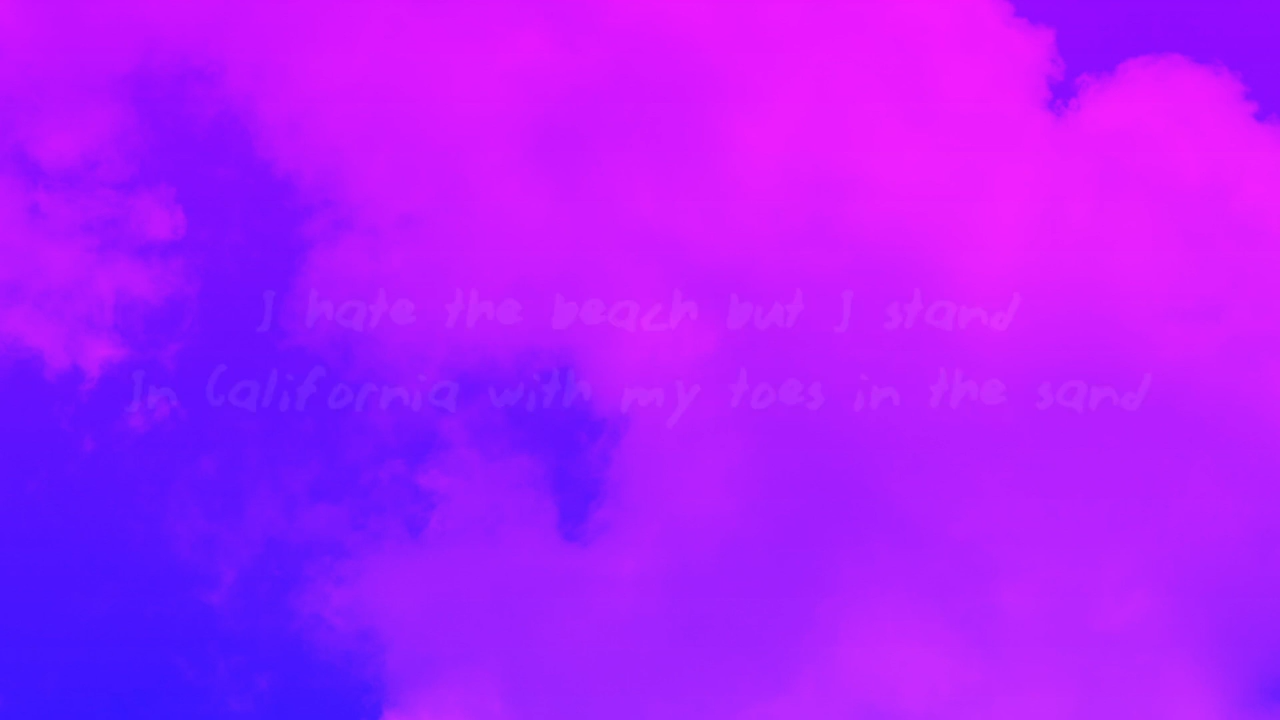 I hate the beach but I stand
In California with my toes in the sand